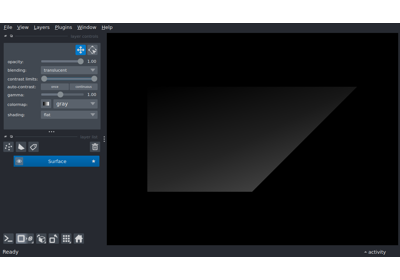 File View Layers Plugins Window Help
layer controls
opacity: 1.00
blending: translucent
contrast limits:
auto-contrast: once continuous
gamma: 1.00
colormap: gray
shading: flat
layer list
Surface
Ready
activity